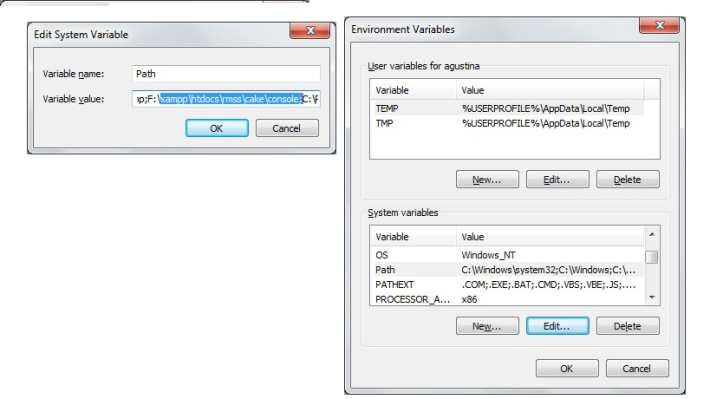 Edit System Variable
Variable name: Path
Variable value: ;F:\xampp\htdocs\rmss\cake\console;C:\
OK Cancel
Environment Variables
User variables for agustina
Variable Value
TEMP %USERPROFILE%\AppData\Local\Temp
TMP %USERPROFILE%\AppData\Local\Temp
New... Edit... Delete
System variables
Variable Value
OS Windows_NT
Path C:\Windows\system32;C:\Windows;C:\...
PATHEXT .COM;.EXE;.BAT;.CMD;.VBS;.VBE;.JS;....
PROCESSOR_A... x86
New... Edit... Delete
OK Cancel